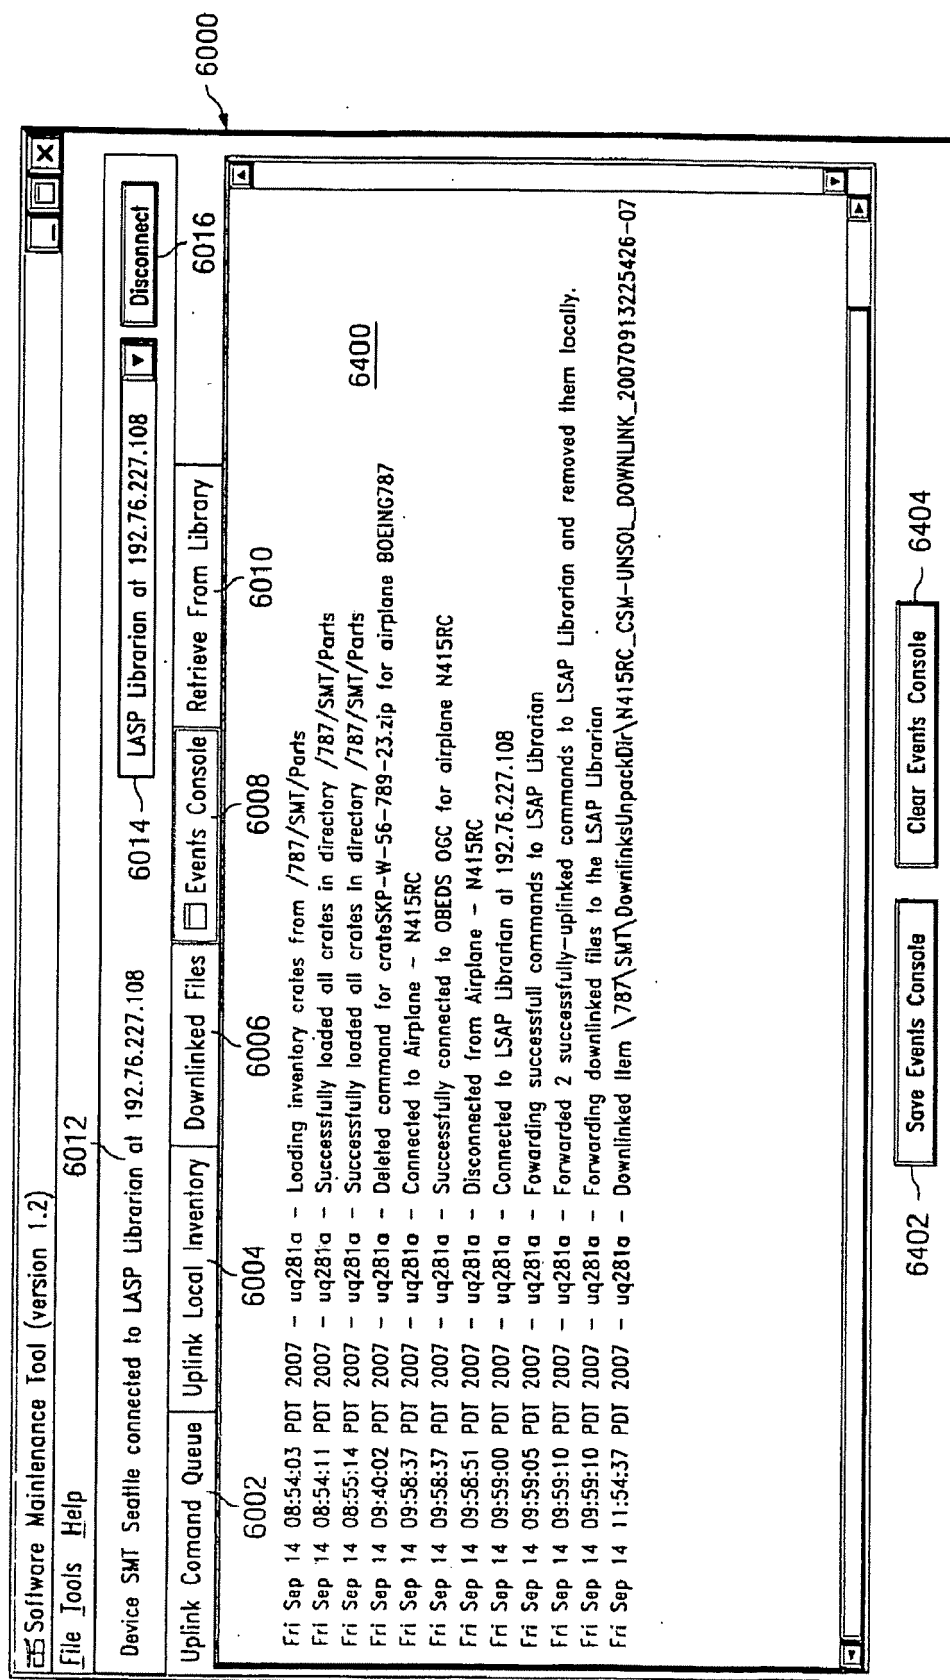 Software Maintenance Tool (version 1.2)
File Tools Help
6012
6000
Device SMT Seattle connected to LASP Librarian at 192.76.227.108
6014
LASP Librarian at 192.76.227.108
Disconnect
6016
Uplink Comand Queue
Uplink Local Inventory
Downlinked Files
Events Console
Retrieve From Library
6002
6004
6006
6008
6010
6400
Fri Sep 14 08:54:03 PDT 2007 - uq281a - Loading inventory crates from /787/SMT/Parts
Fri Sep 14 08:54:11 PDT 2007 - uq281a - Successfully loaded all crates in directory /787/SMT/Parts
Fri Sep 14 08:55:14 PDT 2007 - uq281a - Successfully loaded all crates in directory /787/SMT/Parts
Fri Sep 14 09:40:02 PDT 2007 - uq281a - Deleted command for crateSKP-W-56-789-23.zip for airplane BOEING787
Fri Sep 14 09:58:37 PDT 2007 - uq281a - Connected to Airplane - N415RC
Fri Sep 14 09:58:37 PDT 2007 - uq281a - Successfully connected to OBEDS OGC for airplane N415RC
Fri Sep 14 09:58:51 PDT 2007 - uq281a - Disconnected from Airplane - N415RC
Fri Sep 14 09:59:00 PDT 2007 - uq281a - Connected to LSAP Librarian at 192.76.227.108
Fri Sep 14 09:59:05 PDT 2007 - uq281a - Fowarding successfull commands to LSAP Librarian
Fri Sep 14 09:59:10 PDT 2007 - uq281a - Forwarded 2 successfully-uplinked commands to LSAP Librarian and removed them locally.
Fri Sep 14 09:59:10 PDT 2007 - uq281a - Forwarding downlinked files to the LSAP Librarian
Fri Sep 14 11:54:37 PDT 2007 - uq281a - Downlinked Item \787\SMT\DownlinksUnpackDir\N415RC_CSM-UNSOL_DOWNLINK_20070913225426-07
6402
Save Events Console
Clear Events Console
6404